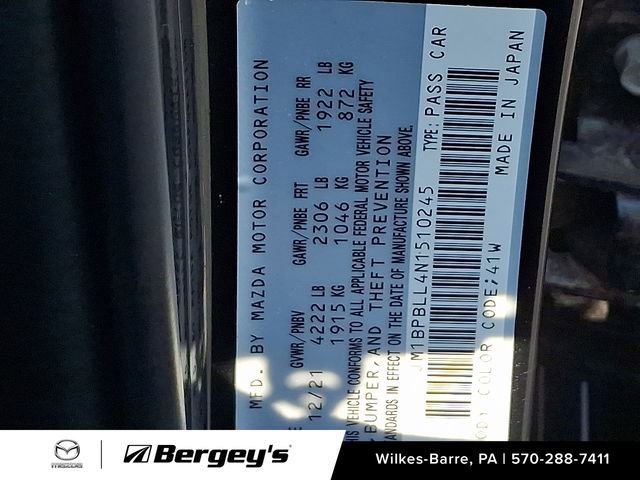 MFD. BY MAZDA MOTOR CORPORATION
GVWR/PNBV GAWR/PNBE FRT GAWR/PNBE RR
12/21 4222 LB 2306 LB 1922 LB
1915 KG 1046 KG 872 KG
VEHICLE CONFORMS TO ALL APPLICABLE FEDERAL MOTOR VEHICLE SAFETY
BUMPER, AND THEFT PREVENTION
STANDARDS IN EFFECT ON THE DATE OF MANUFACTURE SHOWN ABOVE.
JM1BPBLL4N1510245 TYPE: PASS CAR
BODY COLOR CODE;41W MADE IN JAPAN
mazda Bergey's Wilkes-Barre, PA | 570-288-7411